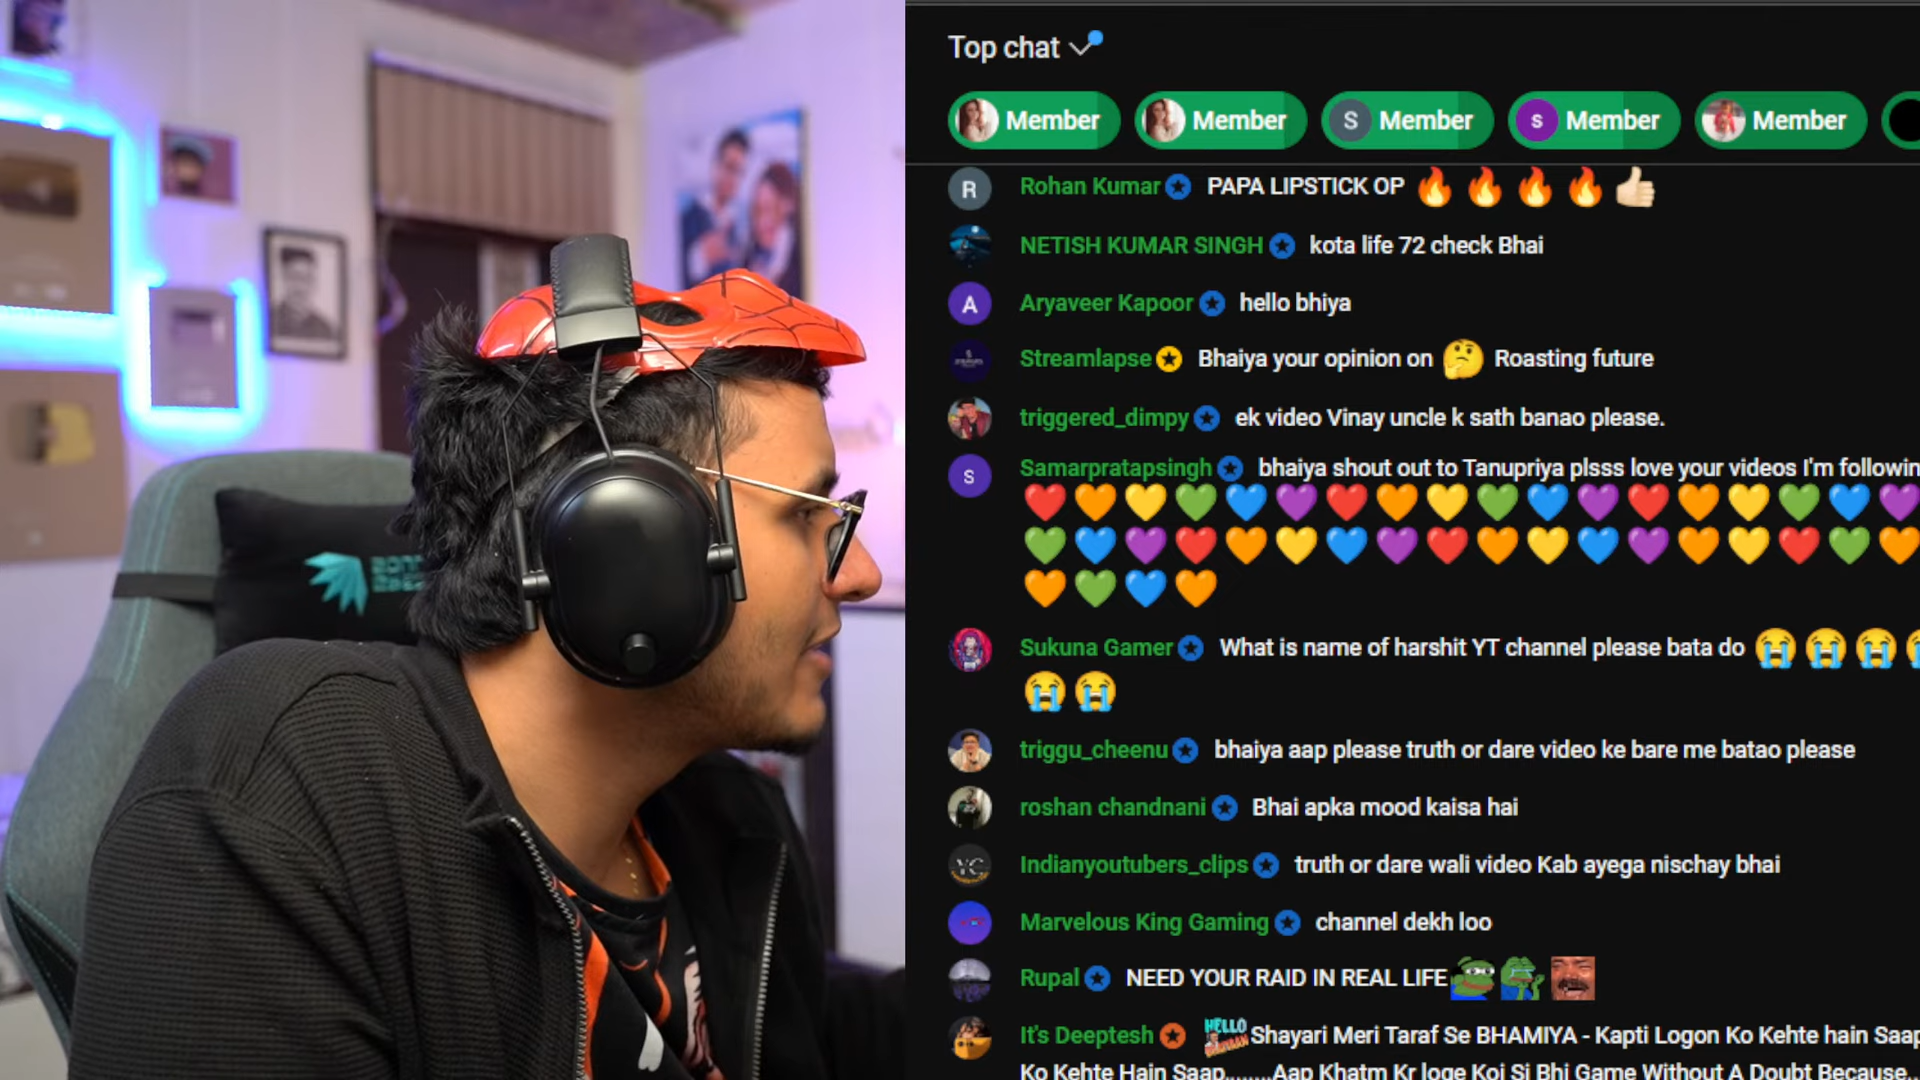 Top chat
Member
Member
S Member
s Member
Member
R Rohan Kumar PAPA LIPSTICK OP 🔥 🔥 🔥 🔥 👍🏻
NETISH KUMAR SINGH kota life 72 check Bhai
A Aryaveer Kapoor hello bhiya
Streamlapse Bhaiya your opinion on 🤔 Roasting future
triggered_dimpy ek video Vinay uncle k sath banao please.
S Samarpratapsingh bhaiya shout out to Tanupriya plsss love your videos I'm followin
❤️🧡💛💚💙💜❤️🧡💛💚💙💜❤️🧡💛💚💙💜
💚💙💜❤️🧡💛💙💜❤️🧡💛💙💜🧡💛❤️💚🧡
🧡💚💙🧡
Sukuna Gamer What is name of harshit YT channel please bata do 😭 😭 😭 😭
😭 😭
triggu_cheenu bhaiya aap please truth or dare video ke bare me batao please
roshan chandnani Bhai apka mood kaisa hai
YC Indianyoutubers_clips truth or dare wali video Kab ayega nischay bhai
Marvelous King Gaming channel dekh loo
Rupal NEED YOUR RAID IN REAL LIFE
It's Deeptesh HELLO Shayari Meri Taraf Se BHAMIYA - Kapti Logon Ko Kehte hain Saap
Ko Kehte Hain Saap........Aap Khatm Kr loge Koi Si Bhi Game Without A Doubt Because...